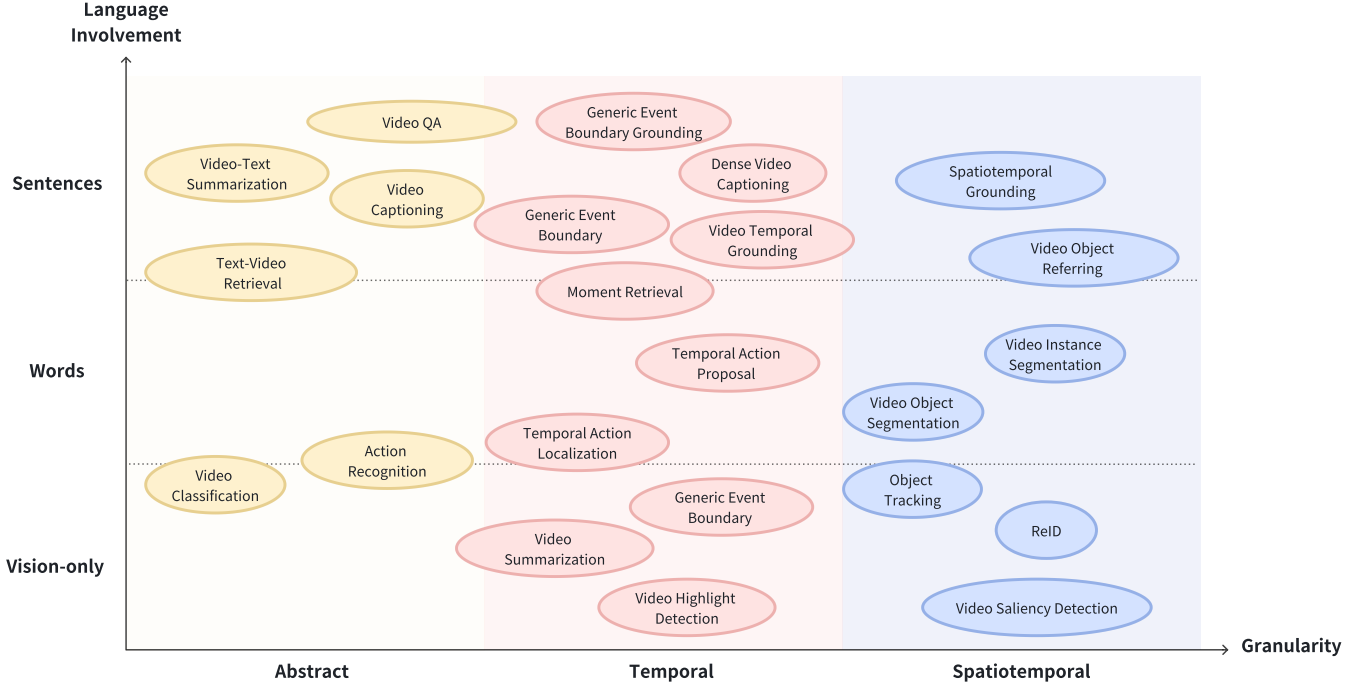 Language
Involvement
Sentences
Words
Vision-only
Video QA
Video-Text
Summarization
Video
Captioning
Text-Video
Retrieval
Action
Recognition
Video
Classification
Generic Event
Boundary Grounding
Dense Video
Captioning
Generic Event
Boundary
Video Temporal
Grounding
Moment Retrieval
Temporal Action
Proposal
Temporal Action
Localization
Generic Event
Boundary
Video
Summarization
Video Highlight
Detection
Spatiotemporal
Grounding
Video Object
Referring
Video Instance
Segmentation
Video Object
Segmentation
Object
Tracking
ReID
Video Saliency Detection
Granularity
Abstract
Temporal
Spatiotemporal